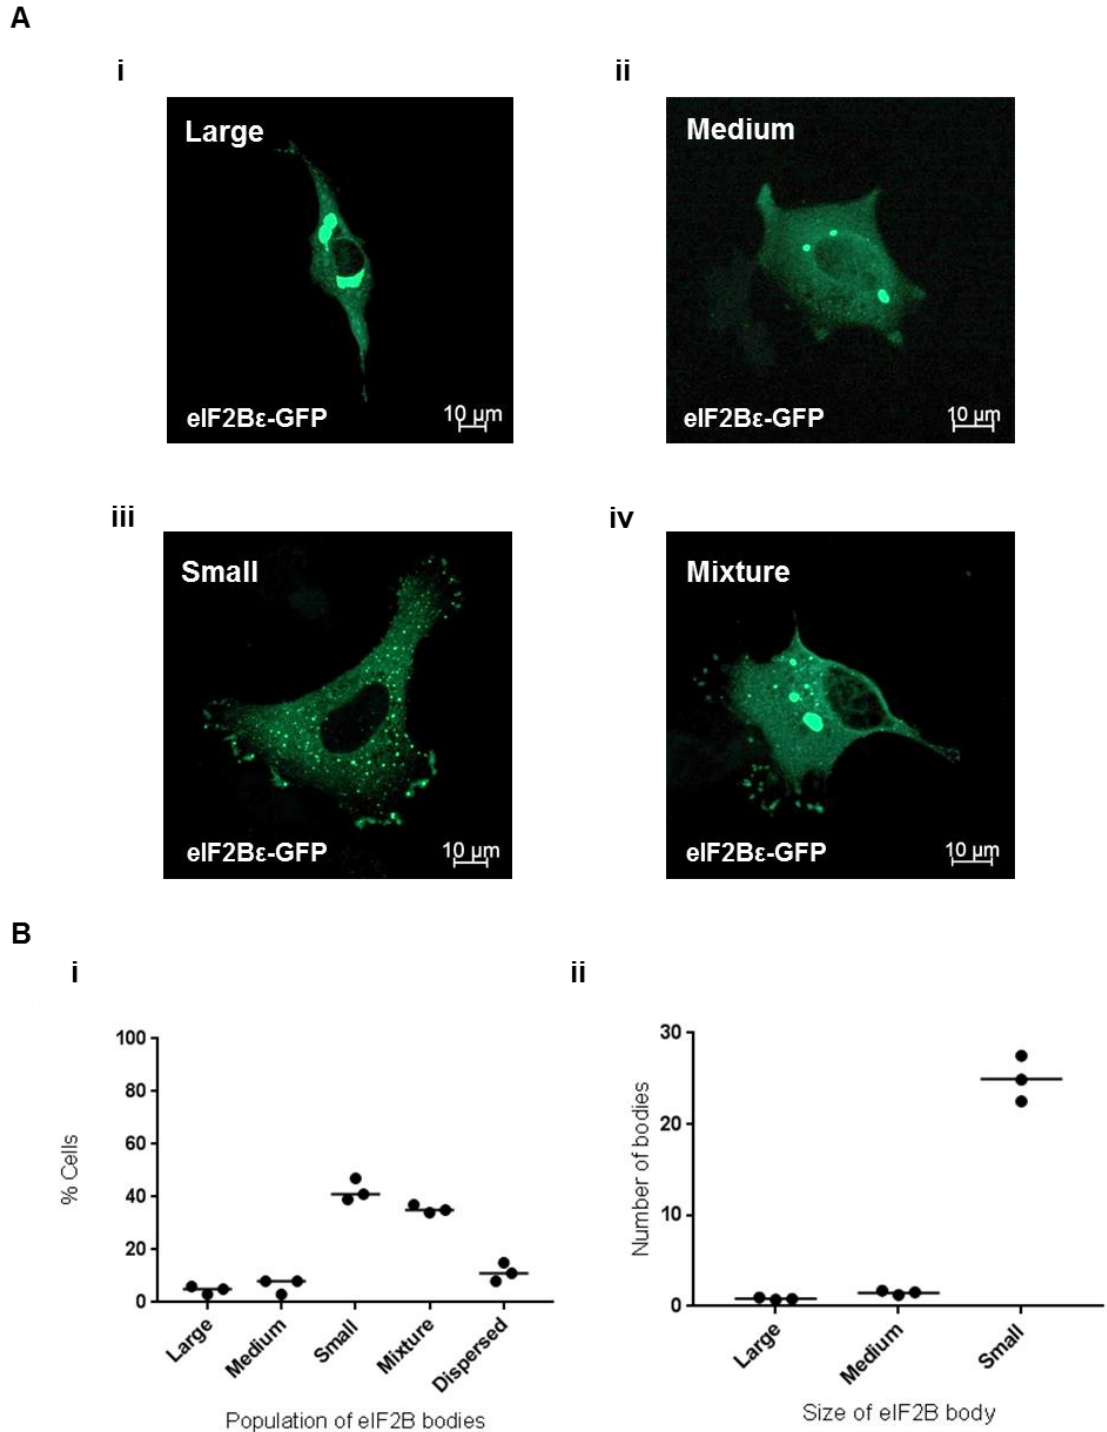 A
i
ii
Large
Medium
eIF2Bε-GFP
10 µm
eIF2Bε-GFP
10 µm
iii
iv
Small
Mixture
eIF2Bε-GFP
10 µm
eIF2Bε-GFP
10 µm
B
i
ii
100
80
60
40
20
0
% Cells
Large
Medium
Small
Mixture
Dispersed
Population of eIF2B bodies
30
20
10
0
Number of bodies
Large
Medium
Small
Size of eIF2B body